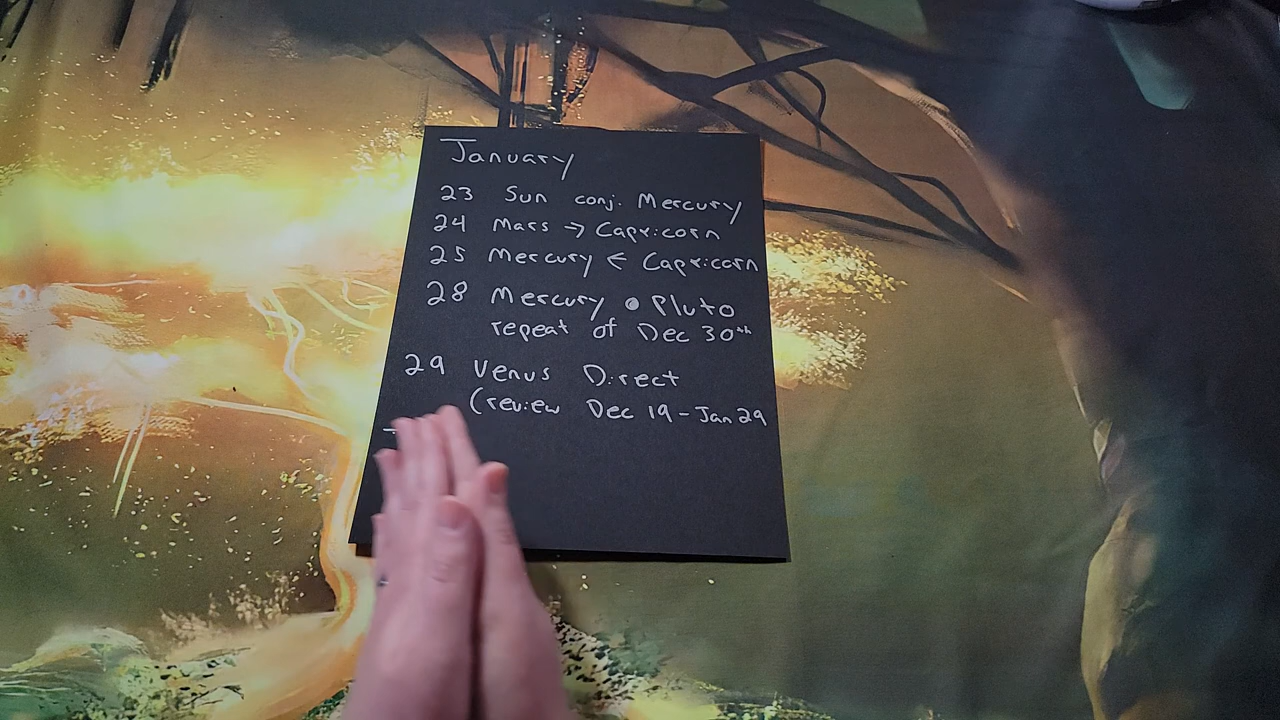 January
23 Sun conj. Mercury
24 Mars → Capricorn
25 Mercury ← Capricorn
28 Mercury ● Pluto
repeat of Dec 30th
29 Venus Direct
(review Dec 19 - Jan 29